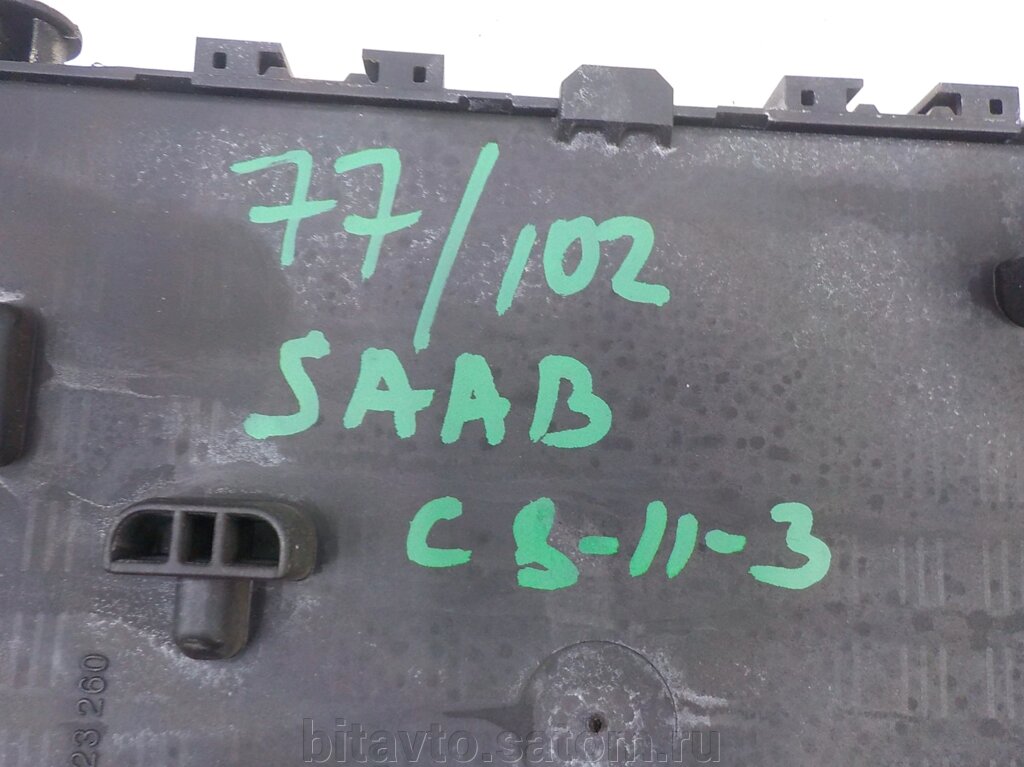 77/102
SAAB
C 8-11-3
23 260
bitavto.satom.ru